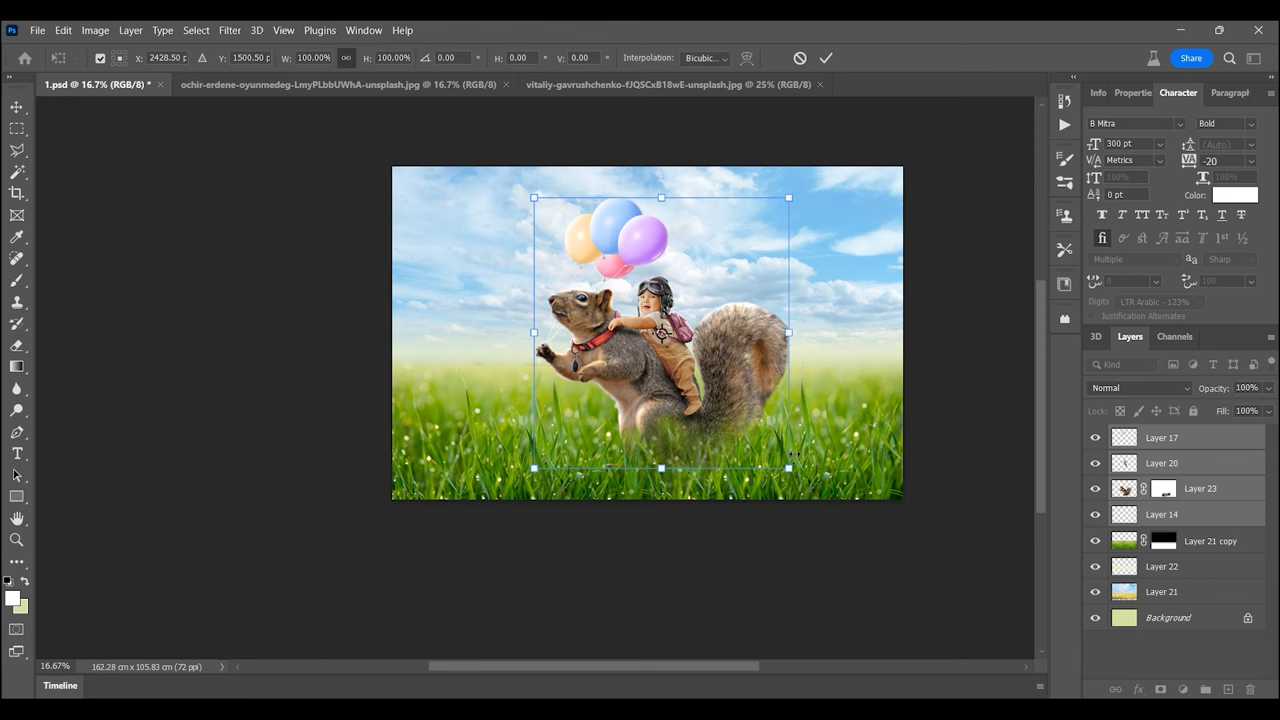 Ps File Edit Image Layer Type Select Filter 3D View Plugins Window Help
X: 2428.50 p Y: 1500.50 p W: 100.00% H: 100.00% 0.00 ° H: 0.00 ° V: 0.00 ° Interpolation: Bicubic... Share
1.psd @ 16.7% (RGB/8) * × ochir-erdene-oyunmedeg-LmyPLbbUWhA-unsplash.jpg @ 16.7% (RGB/8) × vitaliy-gavrushchenko-fJQSCxB18wE-unsplash.jpg @ 25% (RGB/8) ×
Info Propertie Character Paragraph
B Mitra Bold
300 pt (Auto)
Metrics -20
100% 100%
0 pt Color:
Multiple Sharp
0 100
Digits LTR Arabic - 123%
Justification Alternates
3D Layers Channels
Kind
Normal Opacity: 100%
Lock: Fill: 100%
Layer 17
Layer 20
Layer 23
Layer 14
Layer 21 copy
Layer 22
Layer 21
Background
16.67% 162.28 cm x 105.83 cm (72 ppi)
Timeline